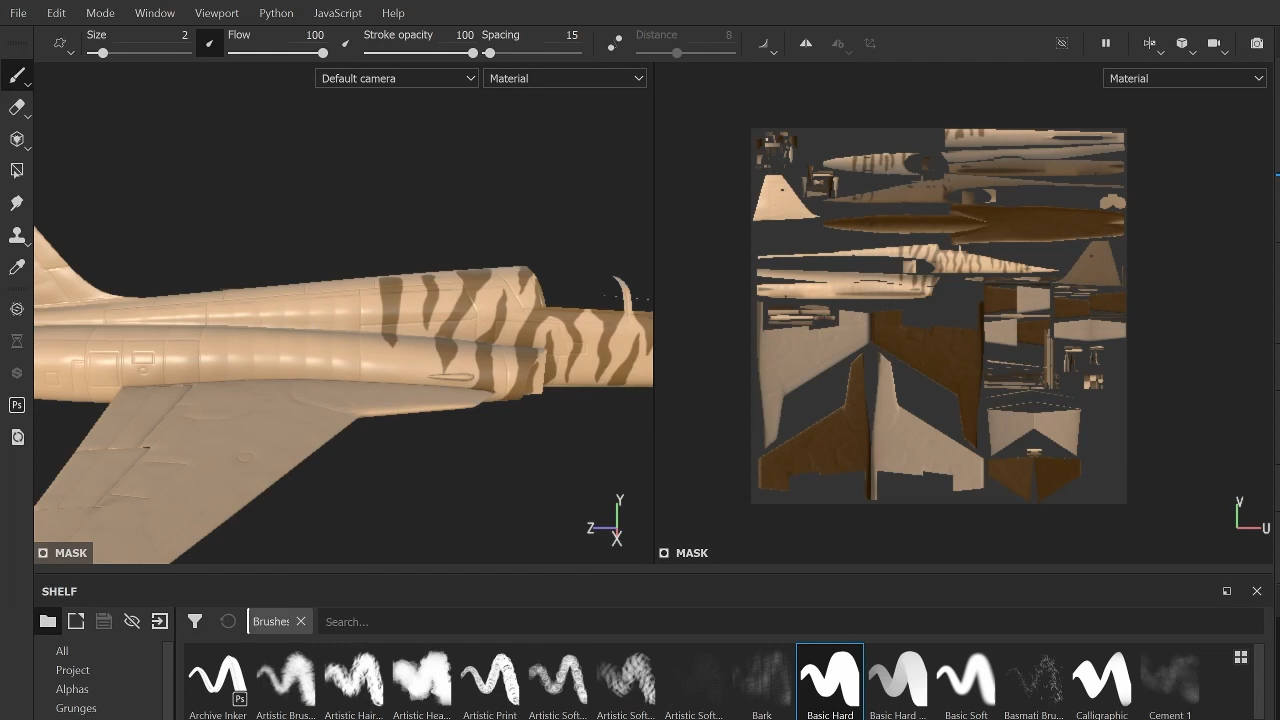 File Edit Mode Window Viewport Python JavaScript Help
Size 2 Flow 100 Stroke opacity 100 Spacing 15 Distance 8
Default camera Material Material
Ps
Y
Z
X
V
U
MASK MASK
SHELF
Brushes Search...
All
Project
Alphas
Grunges
Ps
Archive Inker Artistic Brus... Artistic Hair... Artistic Hea... Artistic Print Artistic Soft... Artistic Soft... Artistic Soft... Bark Basic Hard Basic Hard ... Basic Soft Basmati Bru... Calligraphic Cement 1